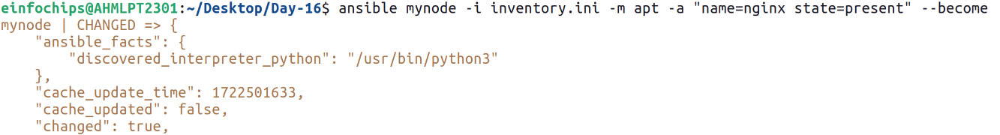 einfochips@AHMLPT2301:~/Desktop/Day-16$ ansible mynode -i inventory.ini -m apt -a "name=nginx state=present" --become
mynode | CHANGED => {
    "ansible_facts": {
        "discovered_interpreter_python": "/usr/bin/python3"
    },
    "cache_update_time": 1722501633,
    "cache_updated": false,
    "changed": true,